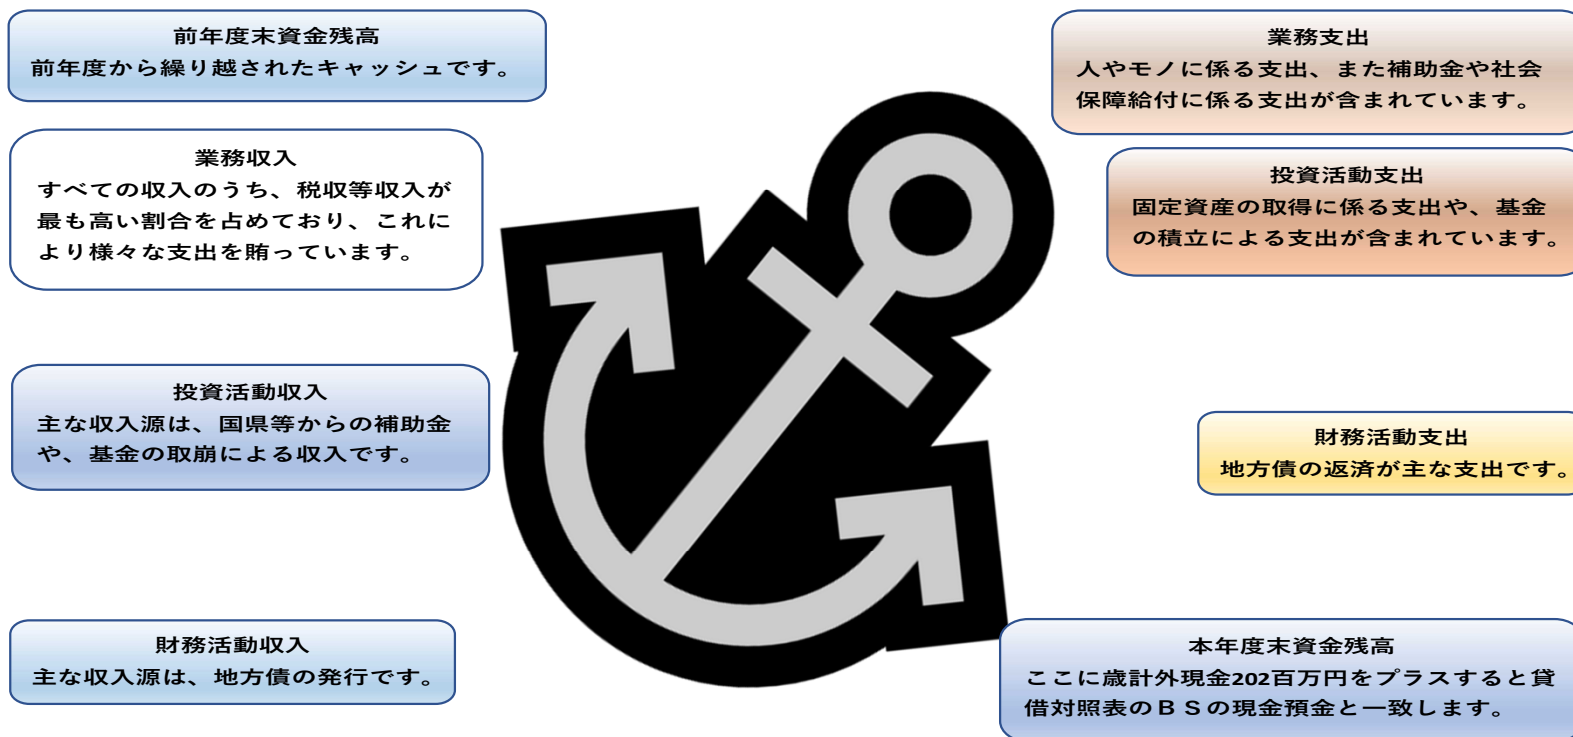 前年度末資金残高
前年度から繰り越されたキャッシュです。
業務収入
すべての収入のうち、税収等収入が
最も高い割合を占めており、これに
より様々な支出を賄っています。
投資活動収入
主な収入源は、国県等からの補助金
や、基金の取崩による収入です。
財務活動収入
主な収入源は、地方債の発行です。
業務支出
人やモノに係る支出、また補助金や社会
保障給付に係る支出が含まれています。
投資活動支出
固定資産の取得に係る支出や、基金
の積立による支出が含まれています。
財務活動支出
地方債の返済が主な支出です。
本年度末資金残高
ここに歳計外現金202百万円をプラスすると貸
借対照表のＢＳの現金預金と一致します。